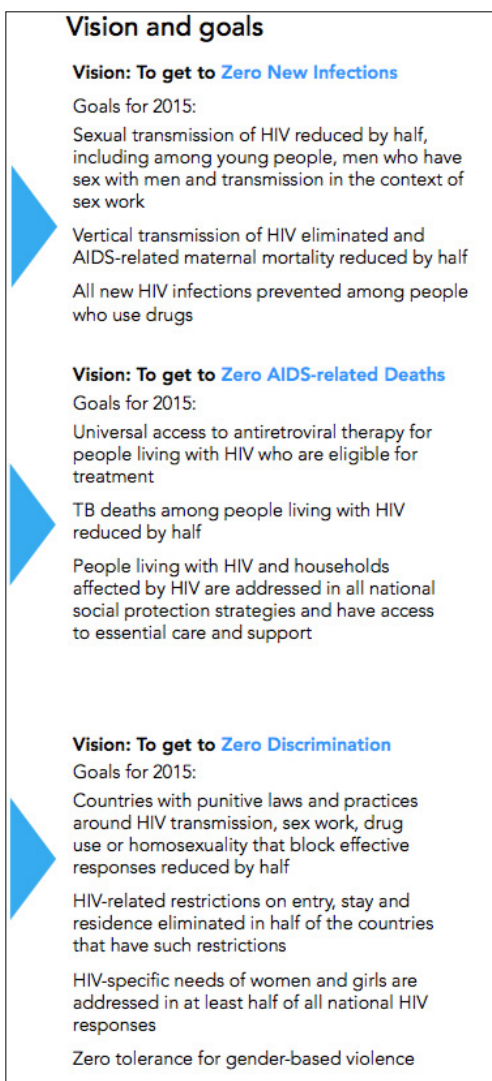 Vision and goals
Vision: To get to Zero New Infections
Goals for 2015:
Sexual transmission of HIV reduced by half,
including among young people, men who have
sex with men and transmission in the context of
sex work
Vertical transmission of HIV eliminated and
AIDS-related maternal mortality reduced by half
All new HIV infections prevented among people
who use drugs
Vision: To get to Zero AIDS-related Deaths
Goals for 2015:
Universal access to antiretroviral therapy for
people living with HIV who are eligible for
treatment
TB deaths among people living with HIV
reduced by half
People living with HIV and households
affected by HIV are addressed in all national
social protection strategies and have access
to essential care and support
Vision: To get to Zero Discrimination
Goals for 2015:
Countries with punitive laws and practices
around HIV transmission, sex work, drug
use or homosexuality that block effective
responses reduced by half
HIV-related restrictions on entry, stay and
residence eliminated in half of the countries
that have such restrictions
HIV-specific needs of women and girls are
addressed in at least half of all national HIV
responses
Zero tolerance for gender-based violence